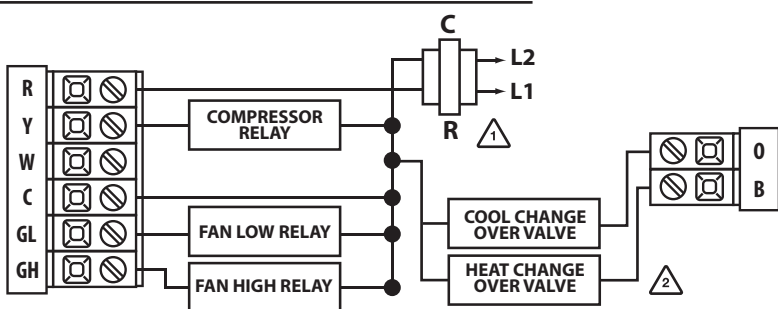 C
L2
L1
R
1
R
Y
W
C
GL
GH
COMPRESSOR
RELAY
FAN LOW RELAY
FAN HIGH RELAY
COOL CHANGE
OVER VALVE
HEAT CHANGE
OVER VALVE
2
O
B